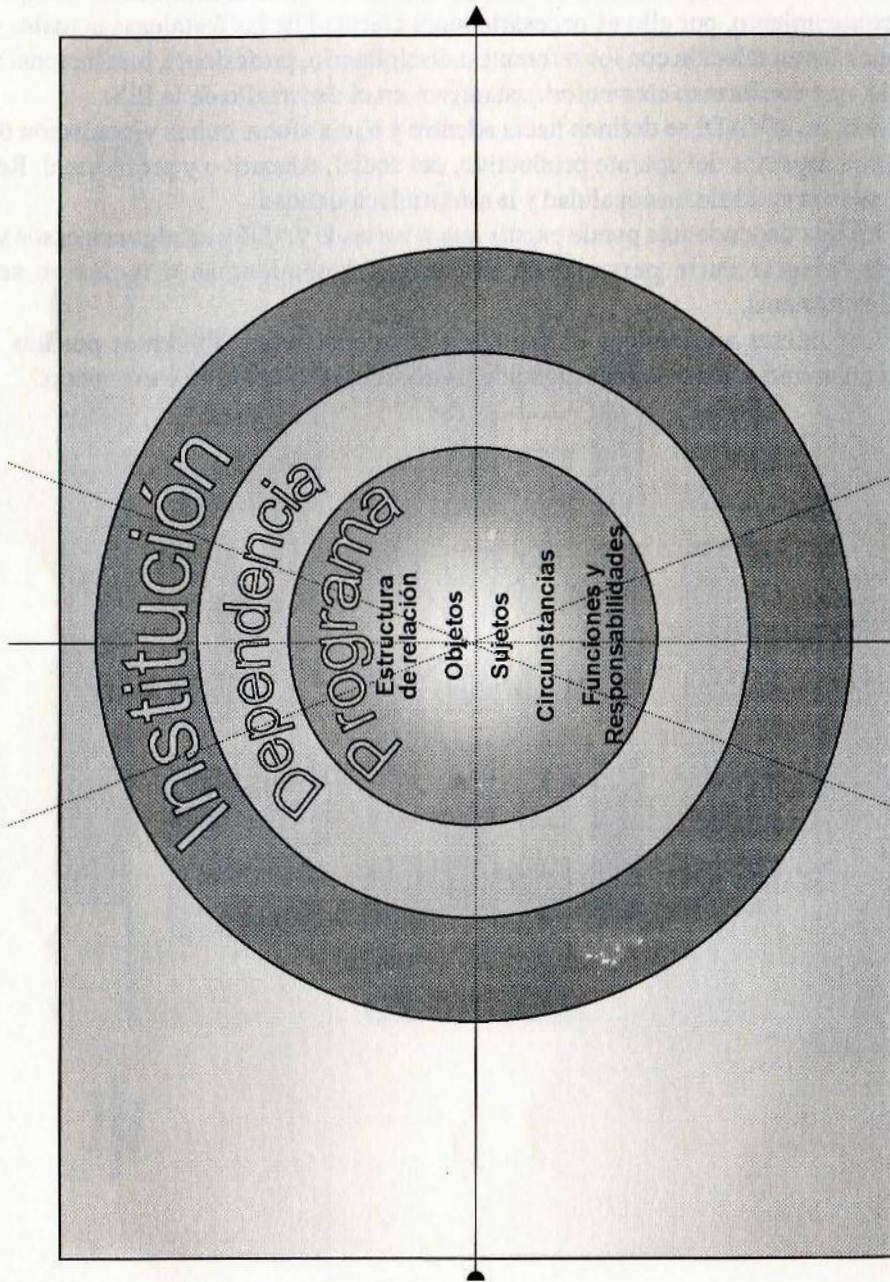 Institución
Dependencia
Programa
Estructura
de relación
Objetos
Sujetos
Circunstancias
Funciones y
Responsabilidades